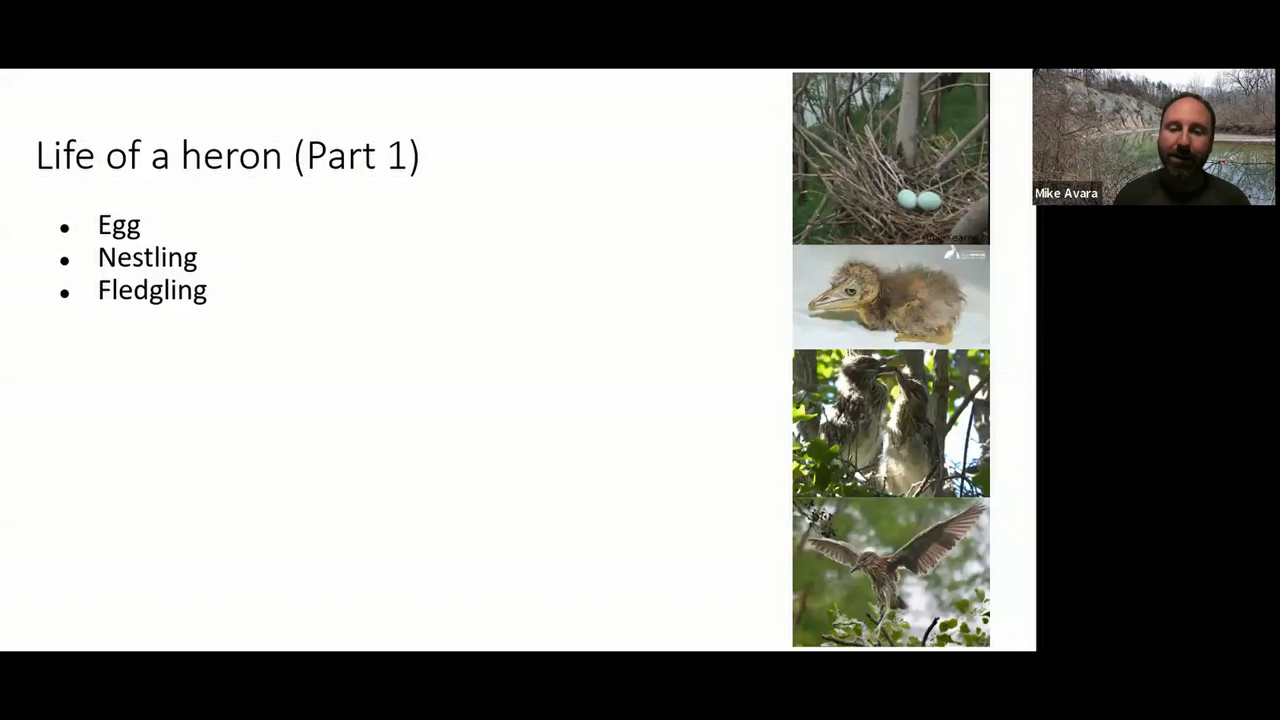 Life of a heron (Part 1)
• Egg
• Nestling
• Fledgling
Mike Avara